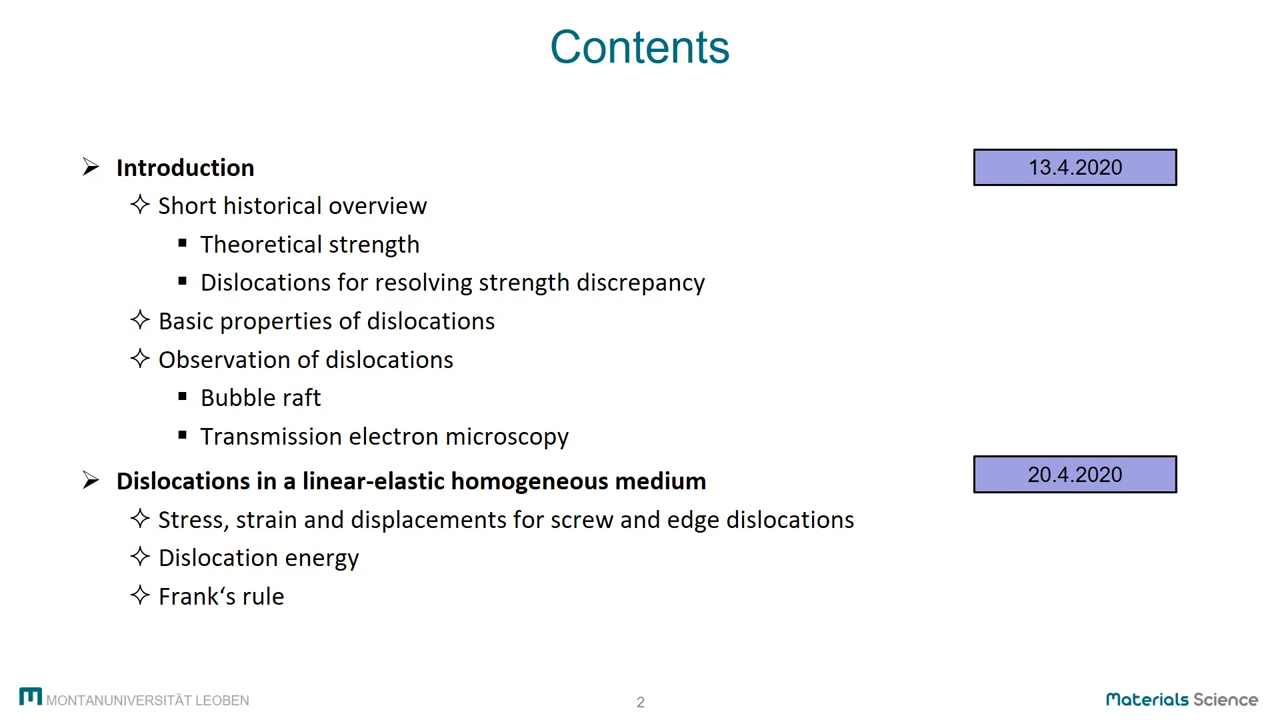 Contents
Introduction
13.4.2020
Short historical overview
Theoretical strength
Dislocations for resolving strength discrepancy
Basic properties of dislocations
Observation of dislocations
Bubble raft
Transmission electron microscopy
Dislocations in a linear-elastic homogeneous medium
20.4.2020
Stress, strain and displacements for screw and edge dislocations
Dislocation energy
Frank‘s rule
MONTANUNIVERSITÄT LEOBEN
2
Materials Science